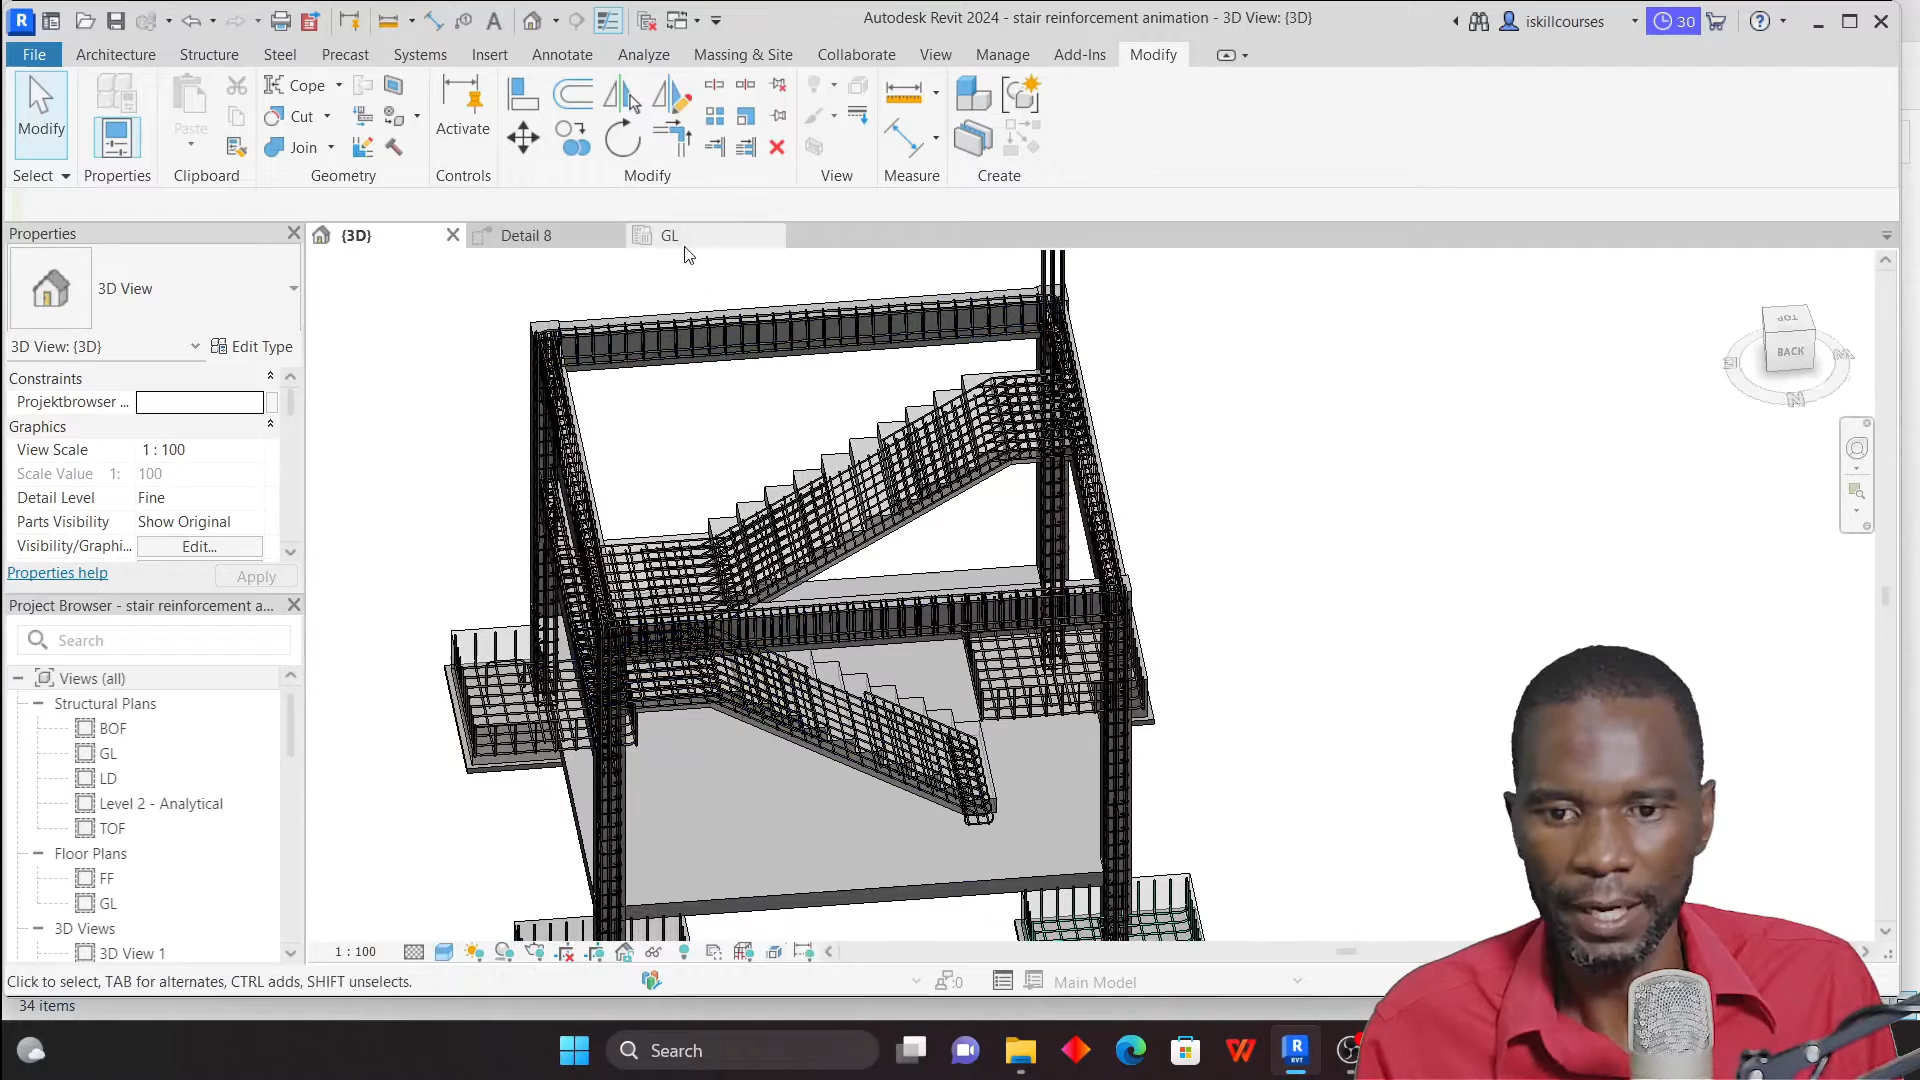 Autodesk Revit 2024 - stair reinforcement animation - 3D View: {3D}
iskillcourses
30
File Architecture Structure Steel Precast Systems Insert Annotate Analyze Massing & Site Collaborate View Manage Add-Ins Modify
Modify
Paste
Cope
Cut
Join
Activate
Select Properties Clipboard Geometry Controls Modify View Measure Create
Properties
{3D}
Detail 8
GL
3D View
3D View: {3D}
Edit Type
Constraints
Projektbrowser ...
Graphics
View Scale 1 : 100
Scale Value 1: 100
Detail Level Fine
Parts Visibility Show Original
Visibility/Graphi... Edit...
Properties help
Apply
TOP
BACK
N
Project Browser - stair reinforcement a...
Search
Views (all)
Structural Plans
BOF
GL
LD
Level 2 - Analytical
TOF
Floor Plans
FF
GL
3D Views
3D View 1
1 : 100
Click to select, TAB for alternates, CTRL adds, SHIFT unselects.
:0
Main Model
34 items
Search
R
RVT